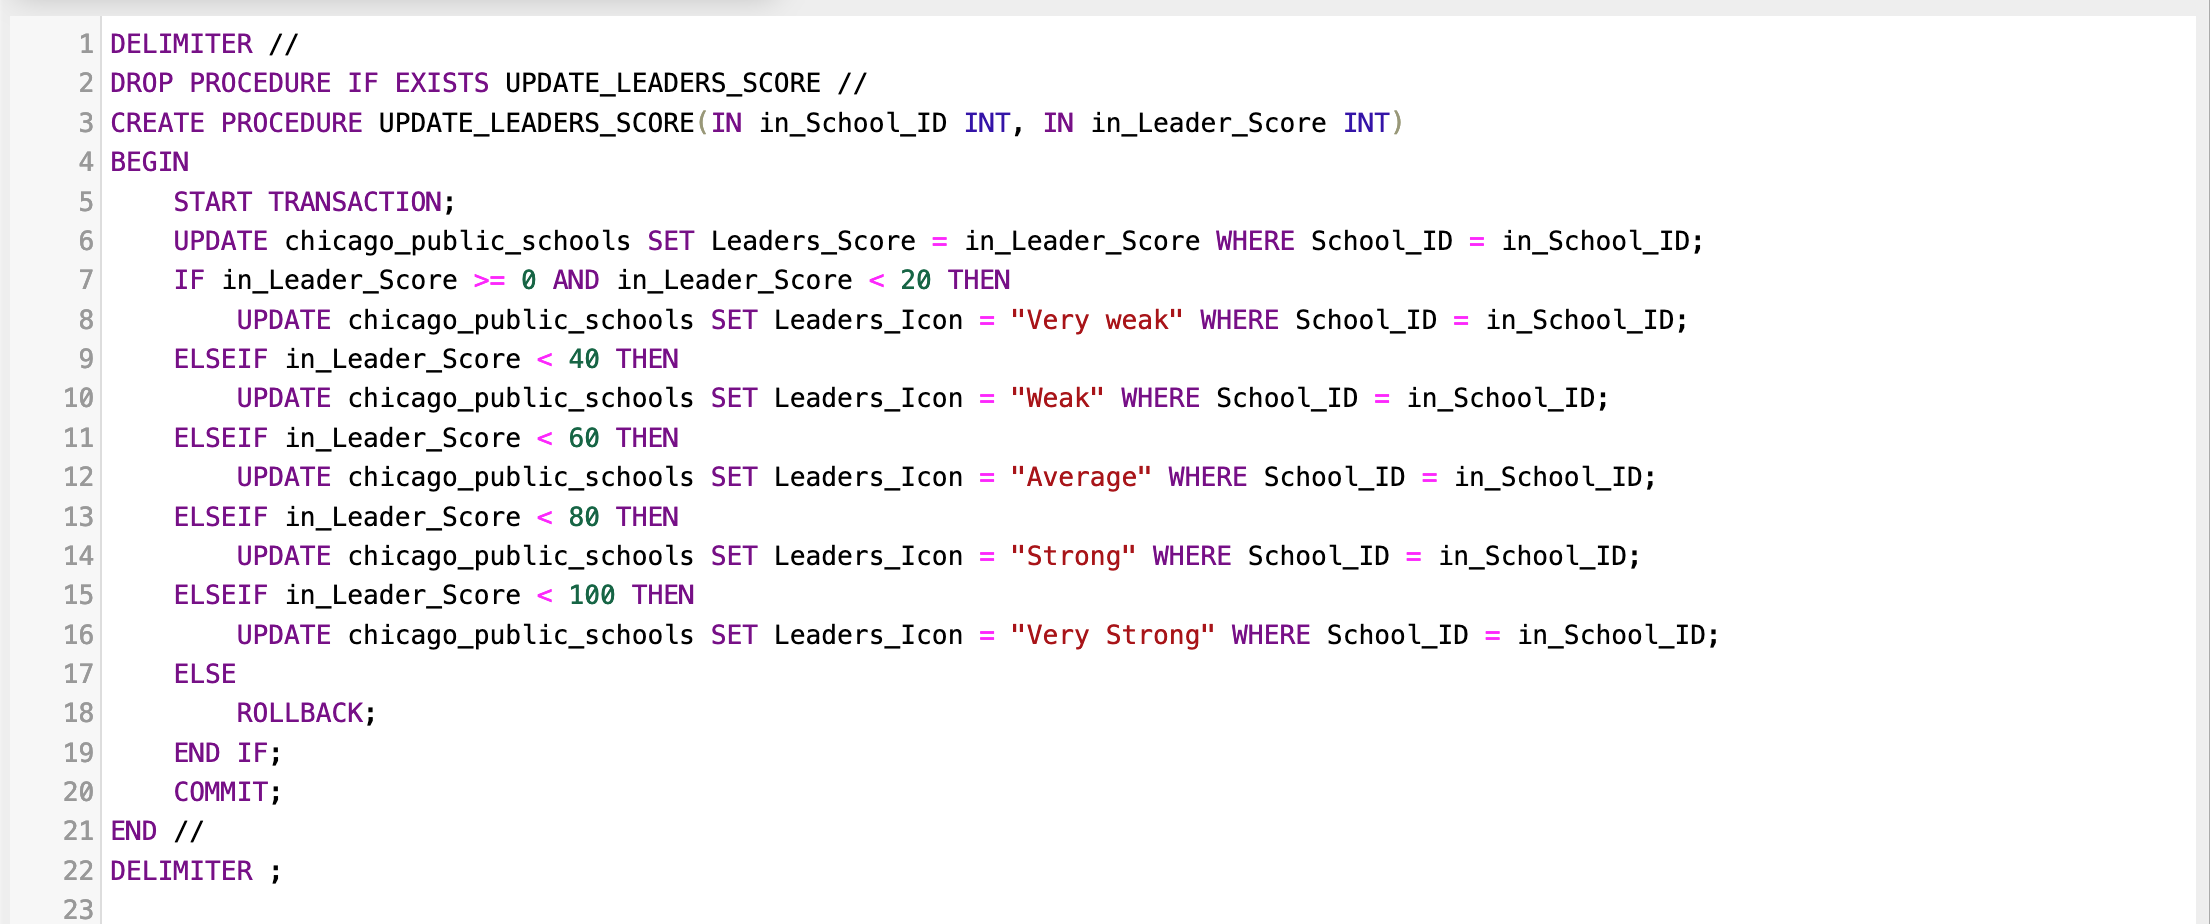 1 DELIMITER //
2 DROP PROCEDURE IF EXISTS UPDATE_LEADERS_SCORE //
3 CREATE PROCEDURE UPDATE_LEADERS_SCORE(IN in_School_ID INT, IN in_Leader_Score INT)
4 BEGIN
5     START TRANSACTION;
6     UPDATE chicago_public_schools SET Leaders_Score = in_Leader_Score WHERE School_ID = in_School_ID;
7     IF in_Leader_Score >= 0 AND in_Leader_Score < 20 THEN
8         UPDATE chicago_public_schools SET Leaders_Icon = "Very weak" WHERE School_ID = in_School_ID;
9     ELSEIF in_Leader_Score < 40 THEN
10         UPDATE chicago_public_schools SET Leaders_Icon = "Weak" WHERE School_ID = in_School_ID;
11     ELSEIF in_Leader_Score < 60 THEN
12         UPDATE chicago_public_schools SET Leaders_Icon = "Average" WHERE School_ID = in_School_ID;
13     ELSEIF in_Leader_Score < 80 THEN
14         UPDATE chicago_public_schools SET Leaders_Icon = "Strong" WHERE School_ID = in_School_ID;
15     ELSEIF in_Leader_Score < 100 THEN
16         UPDATE chicago_public_schools SET Leaders_Icon = "Very Strong" WHERE School_ID = in_School_ID;
17     ELSE
18         ROLLBACK;
19     END IF;
20     COMMIT;
21 END //
22 DELIMITER ;
23